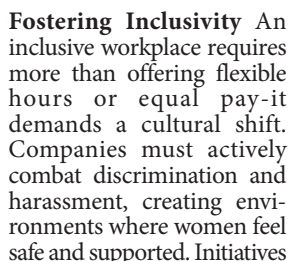 Fostering Inclusivity An
inclusive workplace requires
more than offering flexible
hours or equal pay-it
demands a cultural shift.
Companies must actively
combat discrimination and
harassment, creating envi-
ronments where women feel
safe and supported. Initiatives